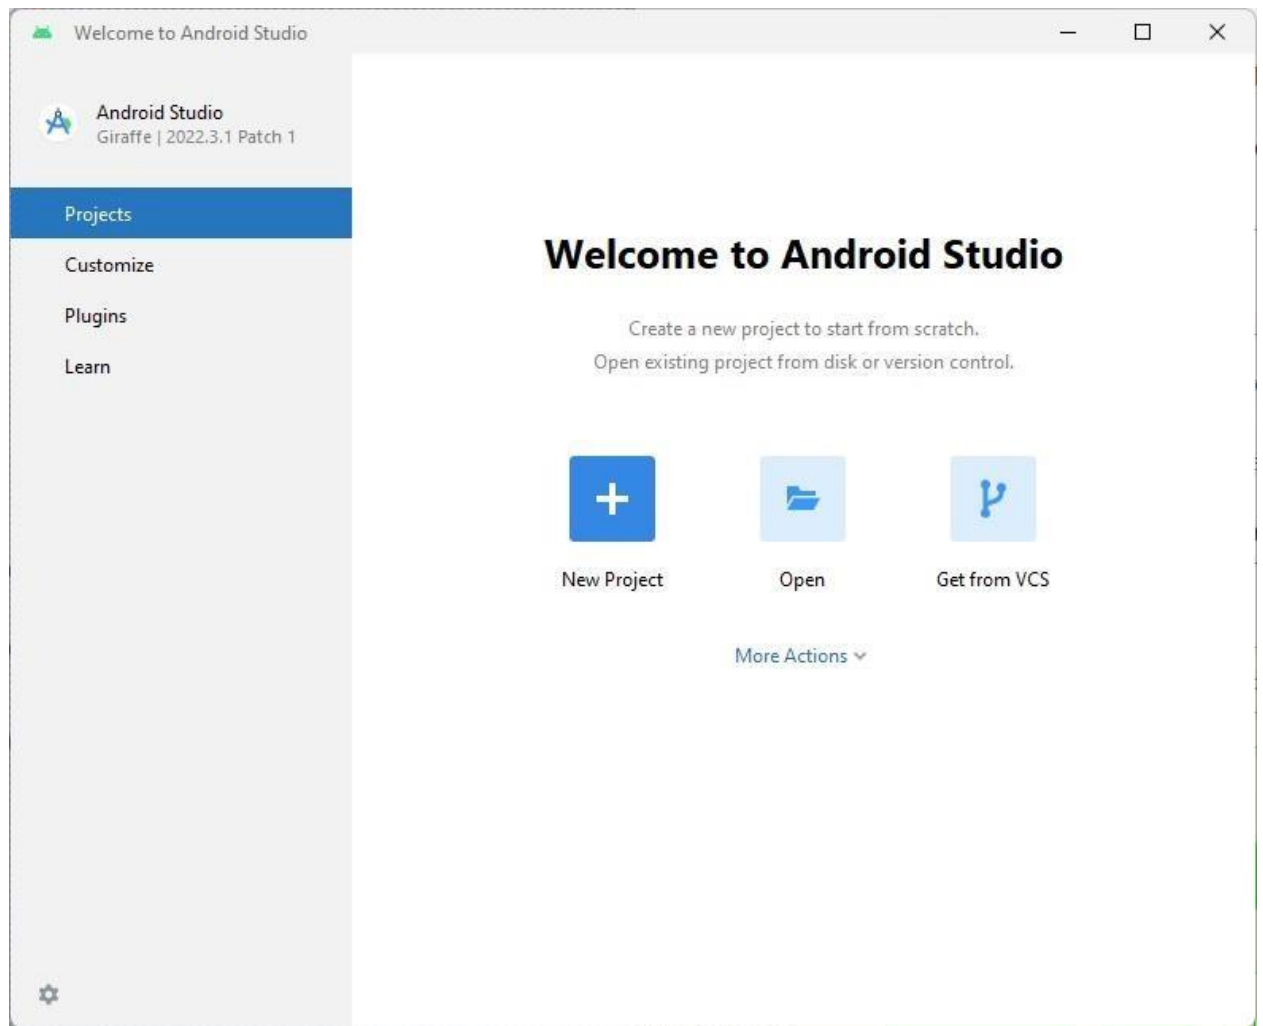 Welcome to Android Studio
Android Studio
Giraffe | 2022.3.1 Patch 1
Projects
Customize
Plugins
Learn
Welcome to Android Studio
Create a new project to start from scratch.
Open existing project from disk or version control.
New Project
Open
Get from VCS
More Actions